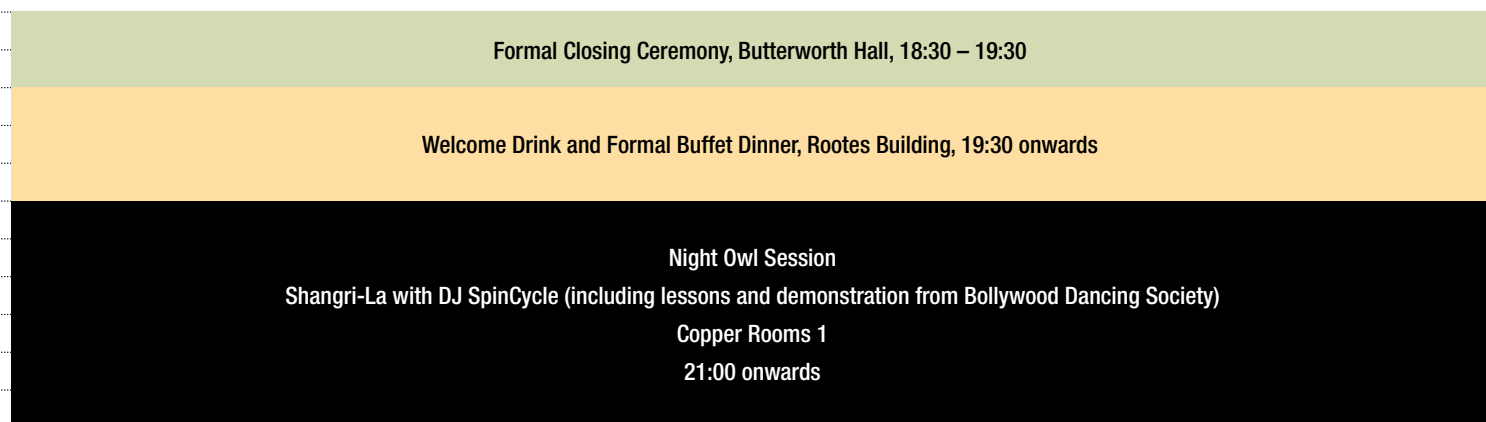 Formal Closing Ceremony, Butterworth Hall, 18:30 – 19:30
Welcome Drink and Formal Buffet Dinner, Rootes Building, 19:30 onwards
Night Owl Session
Shangri-La with DJ SpinCycle (including lessons and demonstration from Bollywood Dancing Society)
Copper Rooms 1
21:00 onwards